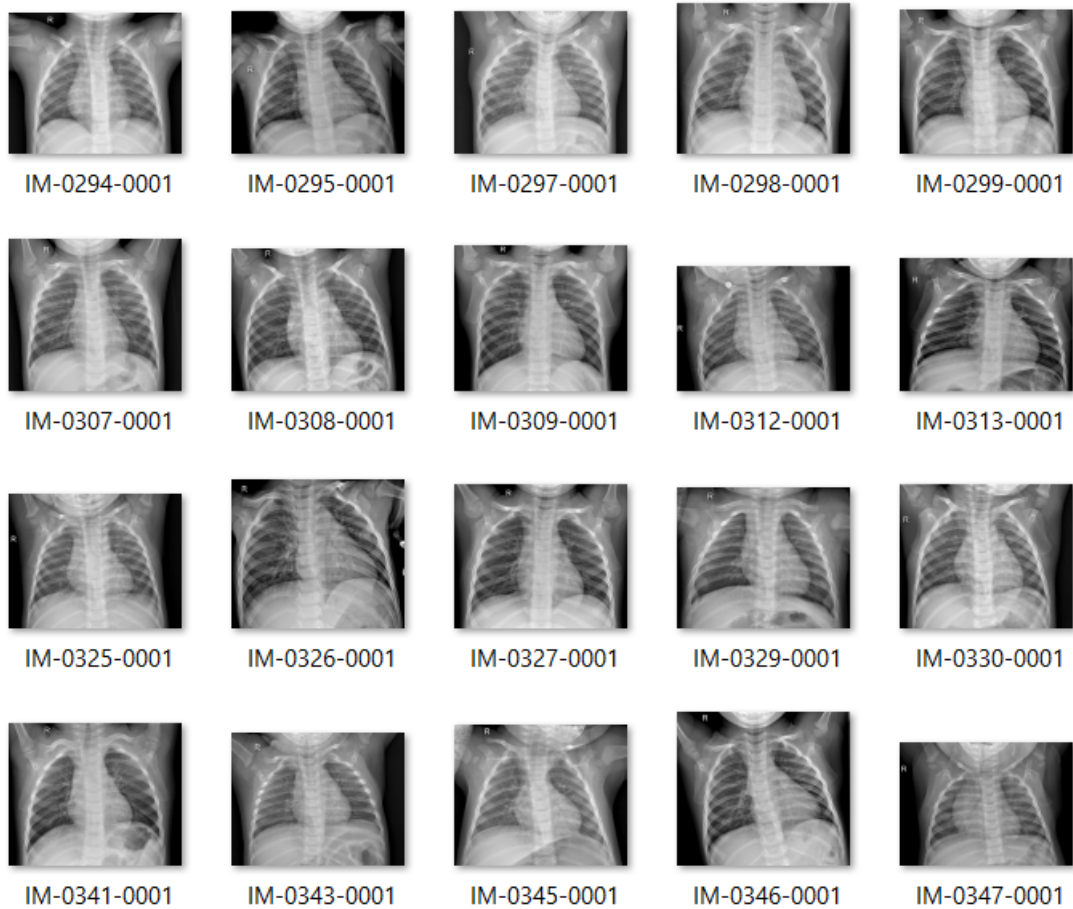 R
R
R
R
R
IM-0294-0001
IM-0295-0001
IM-0297-0001
IM-0298-0001
IM-0299-0001
R
R
R
R
R
IM-0307-0001
IM-0308-0001
IM-0309-0001
IM-0312-0001
IM-0313-0001
R
R
R
R
R
IM-0325-0001
IM-0326-0001
IM-0327-0001
IM-0329-0001
IM-0330-0001
R
R
R
R
R
IM-0341-0001
IM-0343-0001
IM-0345-0001
IM-0346-0001
IM-0347-0001